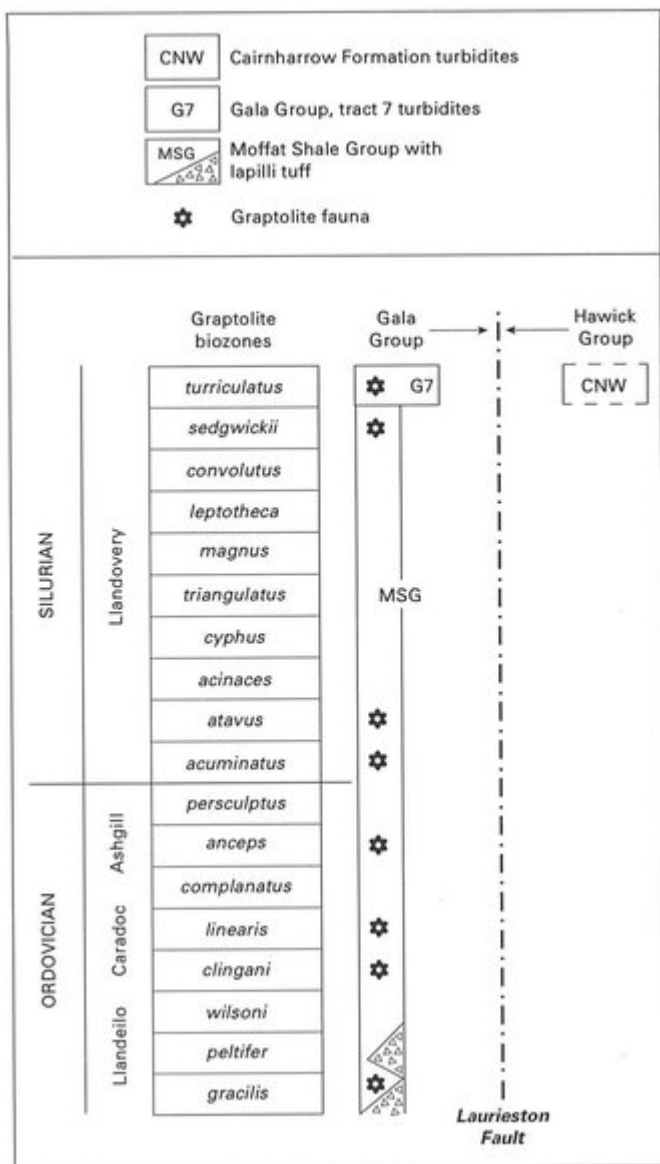 CNW Cairnharrow Formation turbidites
G7 Gala Group, tract 7 turbidites
MSG Moffat Shale Group with
lapilli tuff
Graptolite fauna
Graptolite
biozones
Gala
Group
Hawick
Group
SILURIAN
Llandovery
turriculatus
G7
CNW
sedgwickii
convolutus
leptotheca
magnus
triangulatus
MSG
cyphus
acinaces
atavus
acuminatus
ORDOVICIAN
Ashgill
persculptus
anceps
complanatus
Caradoc
linearis
clingani
Llandeilo
wilsoni
peltifer
gracilis
Laurieston
Fault